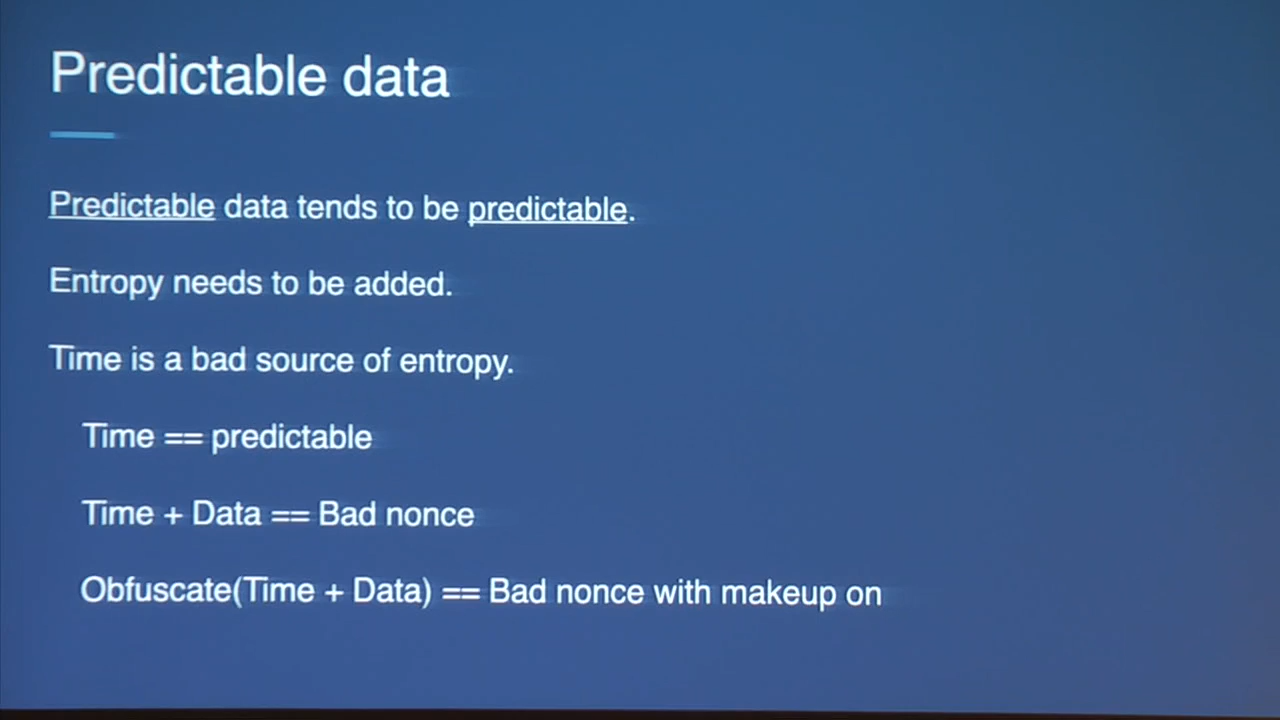 Predictable data
Predictable data tends to be predictable.
Entropy needs to be added.
Time is a bad source of entropy.
Time == predictable
Time + Data == Bad nonce
Obfuscate(Time + Data) == Bad nonce with makeup on